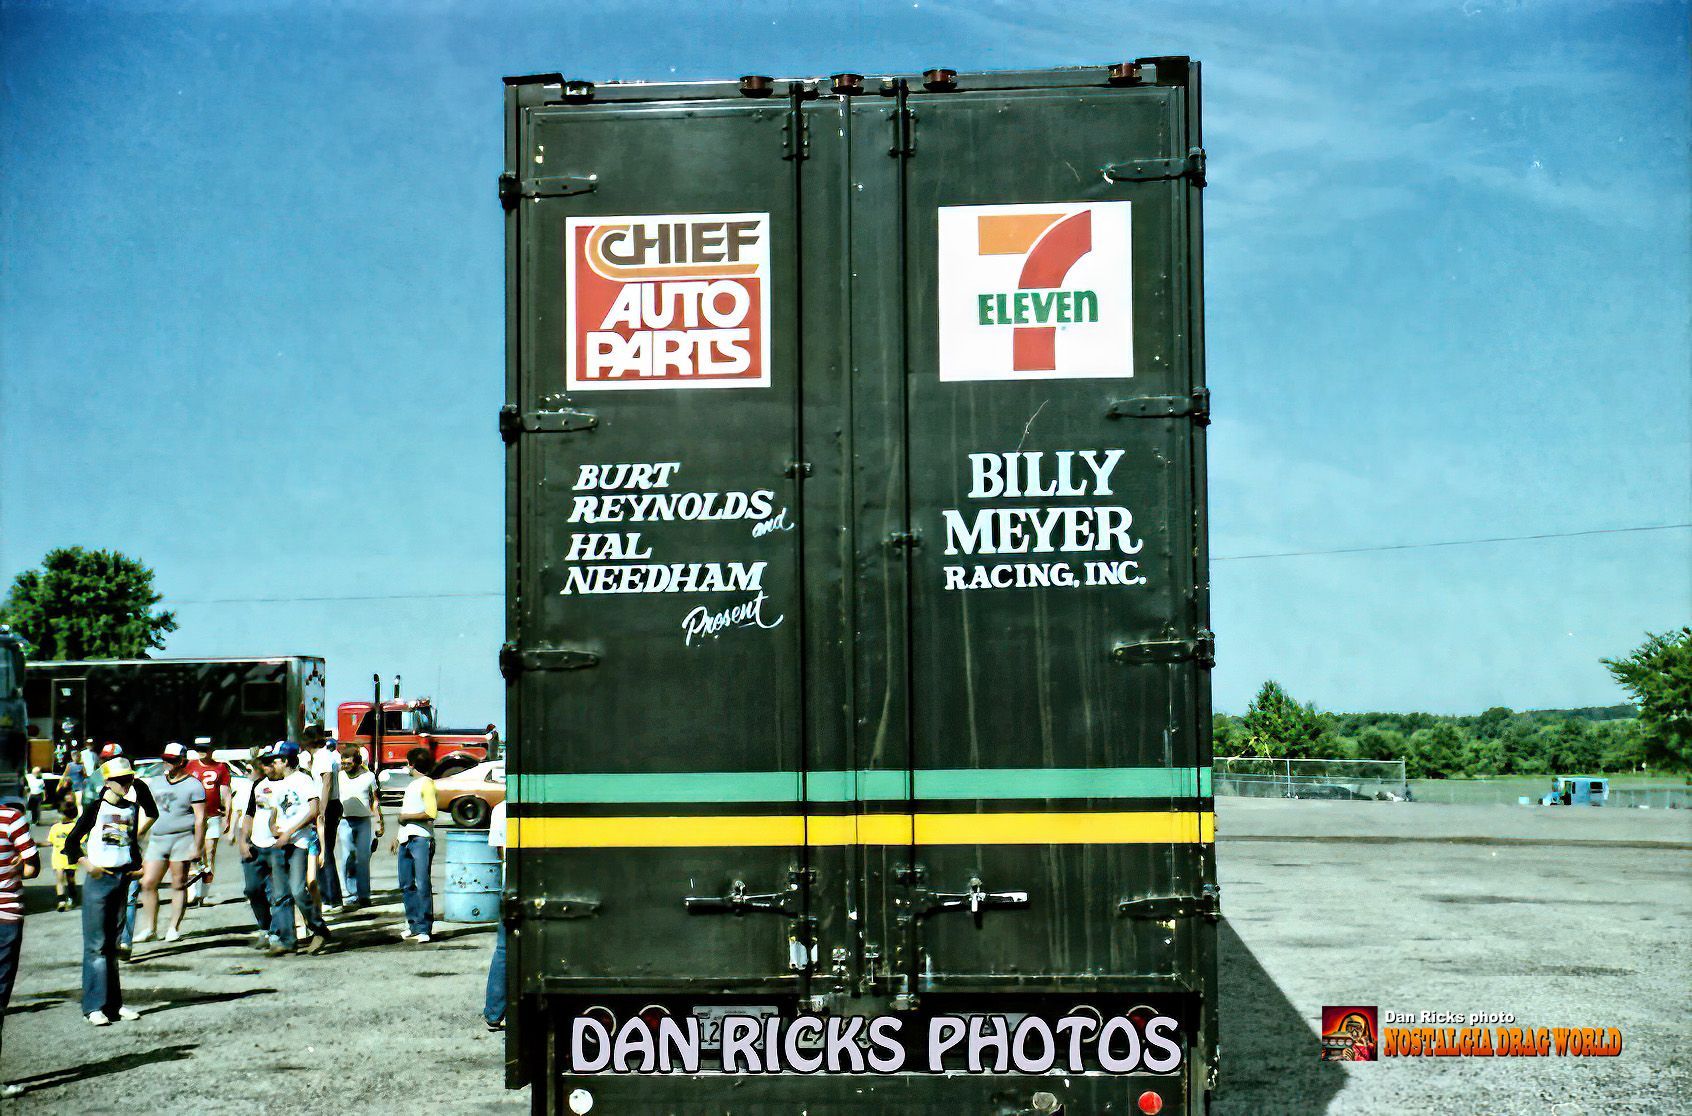 CHIEF
AUTO
PARTS
7
ELEVEN
BURT
REYNOLDS
and
HAL
NEEDHAM
Present
BILLY
MEYER
RACING, INC.
2
DAN RICKS PHOTOS
Dan Ricks photo
NOSTALGIA DRAG WORLD